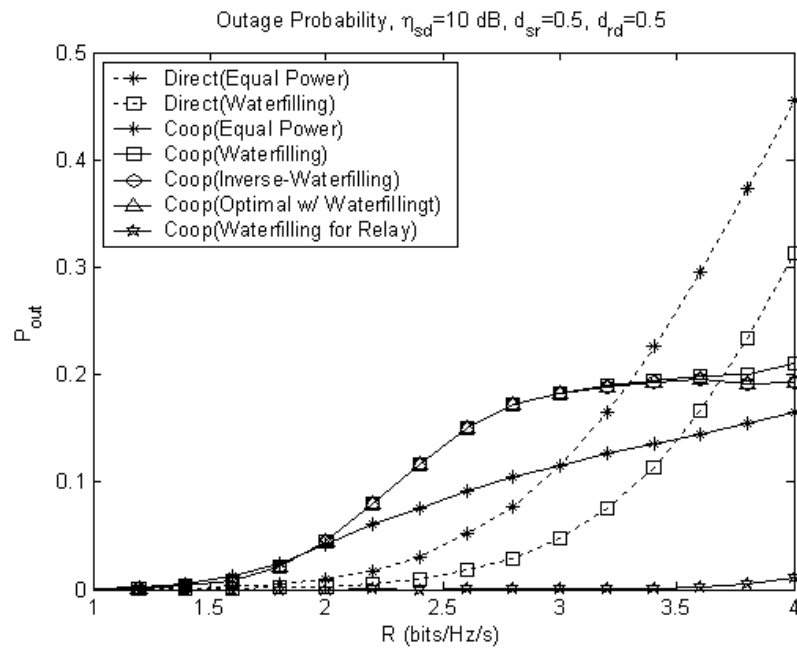 Outage Probability, η_sd=10 dB, d_sr=0.5, d_rd=0.5
0.5
0.4
0.3
0.2
0.1
0
P_out
Direct(Equal Power)
Direct(Waterfilling)
Coop(Equal Power)
Coop(Waterfilling)
Coop(Inverse-Waterfilling)
Coop(Optimal w/ Waterfillingt)
Coop(Waterfilling for Relay)
1
1.5
2
2.5
3
3.5
4
R (bits/Hz/s)